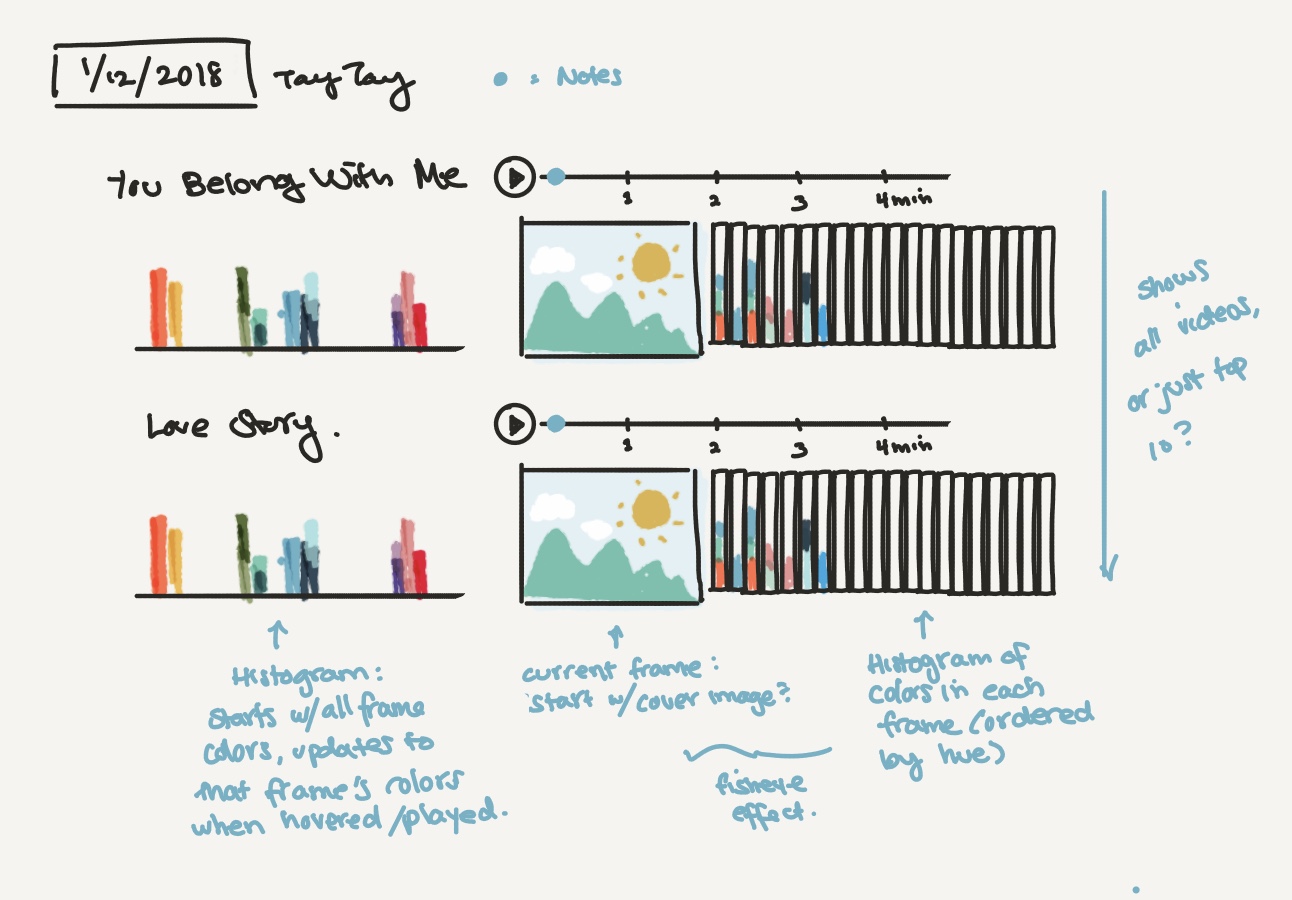 1/12/2018 Tay Tay : Notes
You Belong With Me
1 2 3 4min
shows
all videos,
or just top
10?
Love Story.
1 2 3 4min
Histogram:
starts w/ all frame
colors, updates to
that frame's colors
when hovered/played.
current frame:
start w/ cover image?
fisheye
effect.
Histogram of
colors in each
frame (ordered
by hue)